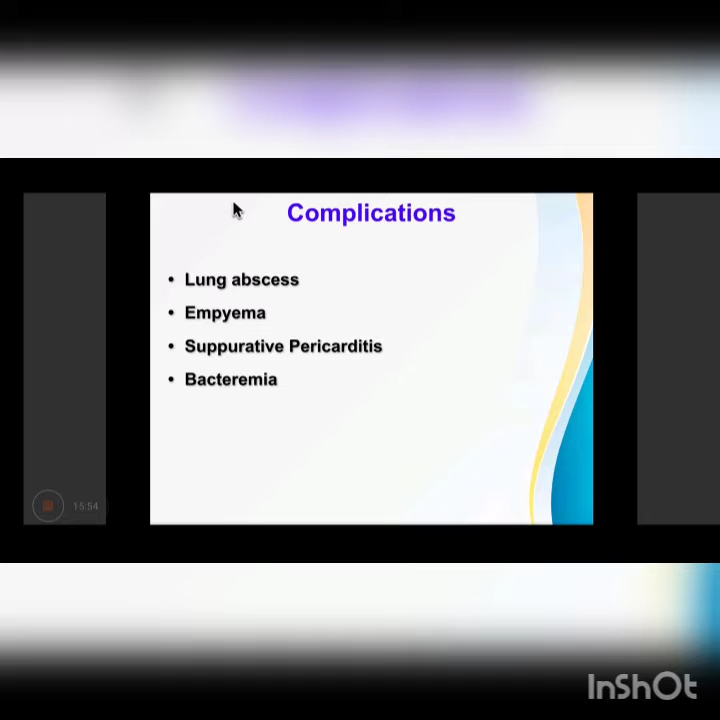 Complications
• Lung abscess
• Empyema
• Suppurative Pericarditis
• Bacteremia
15:54
InShOt